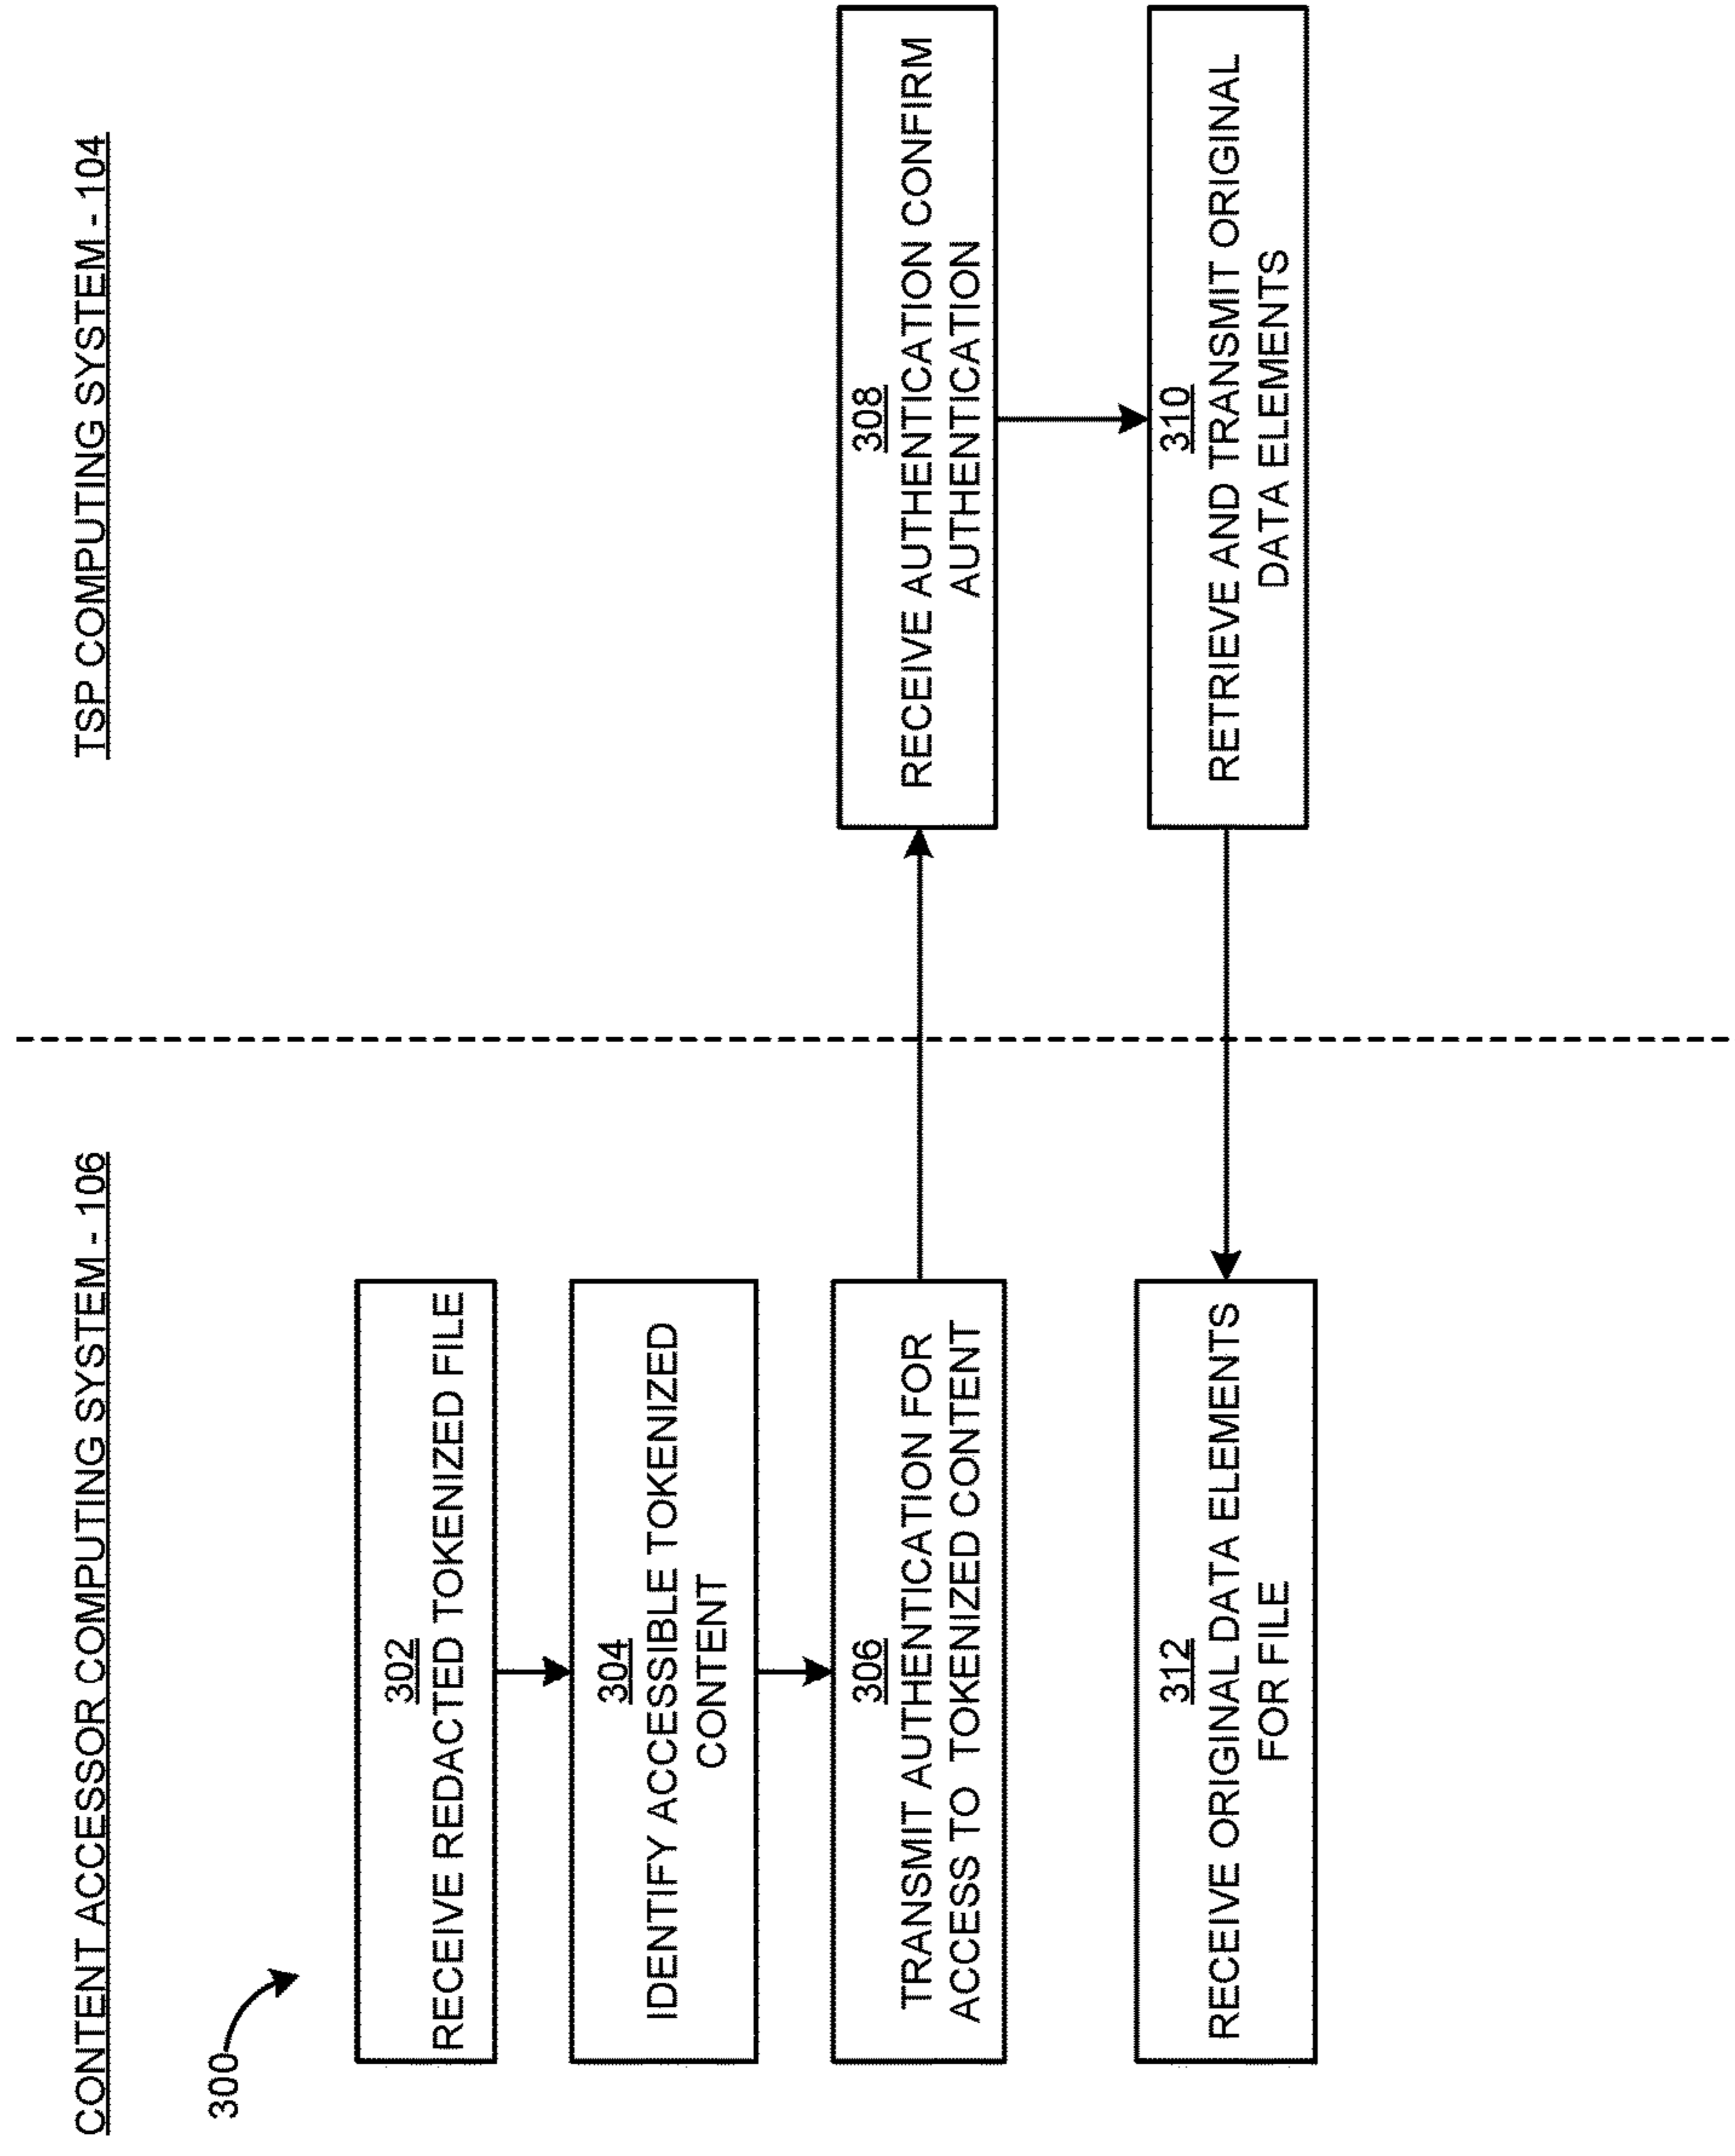 CONTENT ACCESSOR COMPUTING SYSTEM - 106
TSP COMPUTING SYSTEM - 104
300
302
RECEIVE REDACTED TOKENIZED FILE
304
IDENTIFY ACCESSIBLE TOKENIZED
CONTENT
306
TRANSMIT AUTHENTICATION FOR
ACCESS TO TOKENIZED CONTENT
308
RECEIVE AUTHENTICATION CONFIRM
AUTHENTICATION
310
RETRIEVE AND TRANSMIT ORIGINAL
DATA ELEMENTS
312
RECEIVE ORIGINAL DATA ELEMENTS
FOR FILE